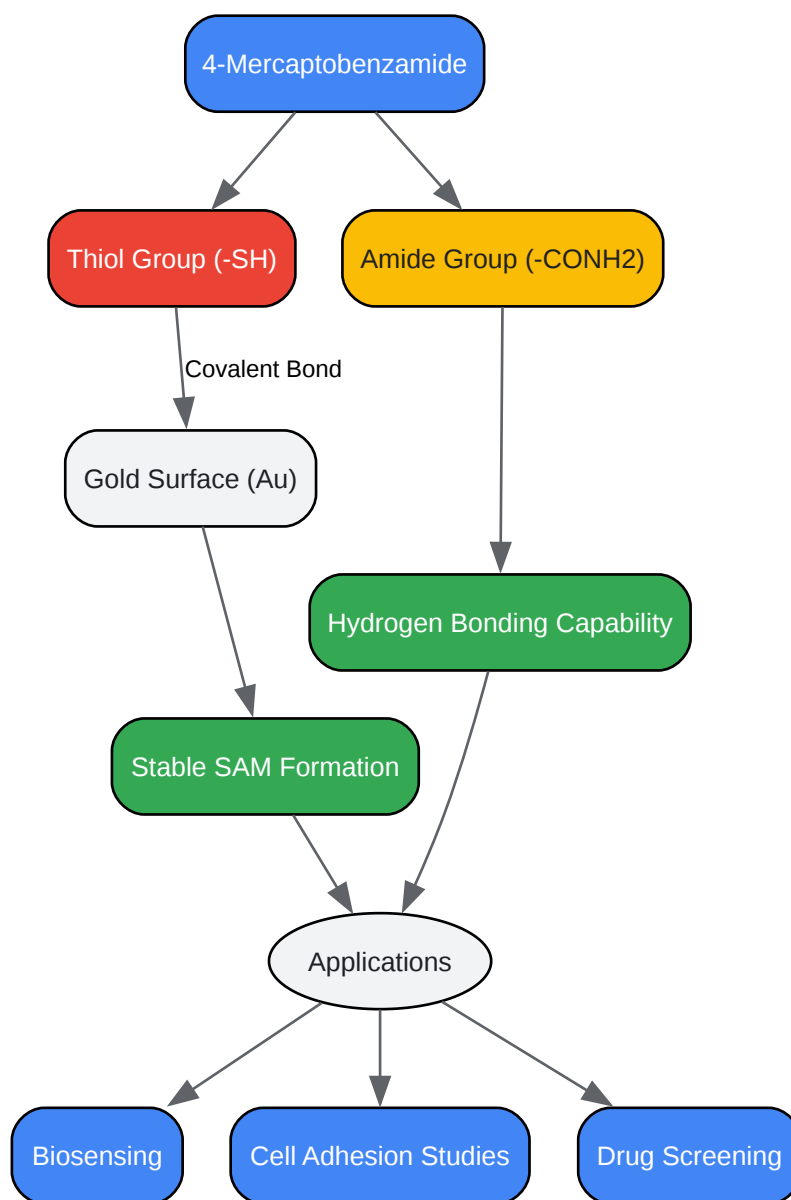 4-Mercaptobenzamide
Thiol Group (-SH)
Amide Group (-CONH2)
Covalent Bond
Gold Surface (Au)
Hydrogen Bonding Capability
Stable SAM Formation
Applications
Biosensing
Cell Adhesion Studies
Drug Screening